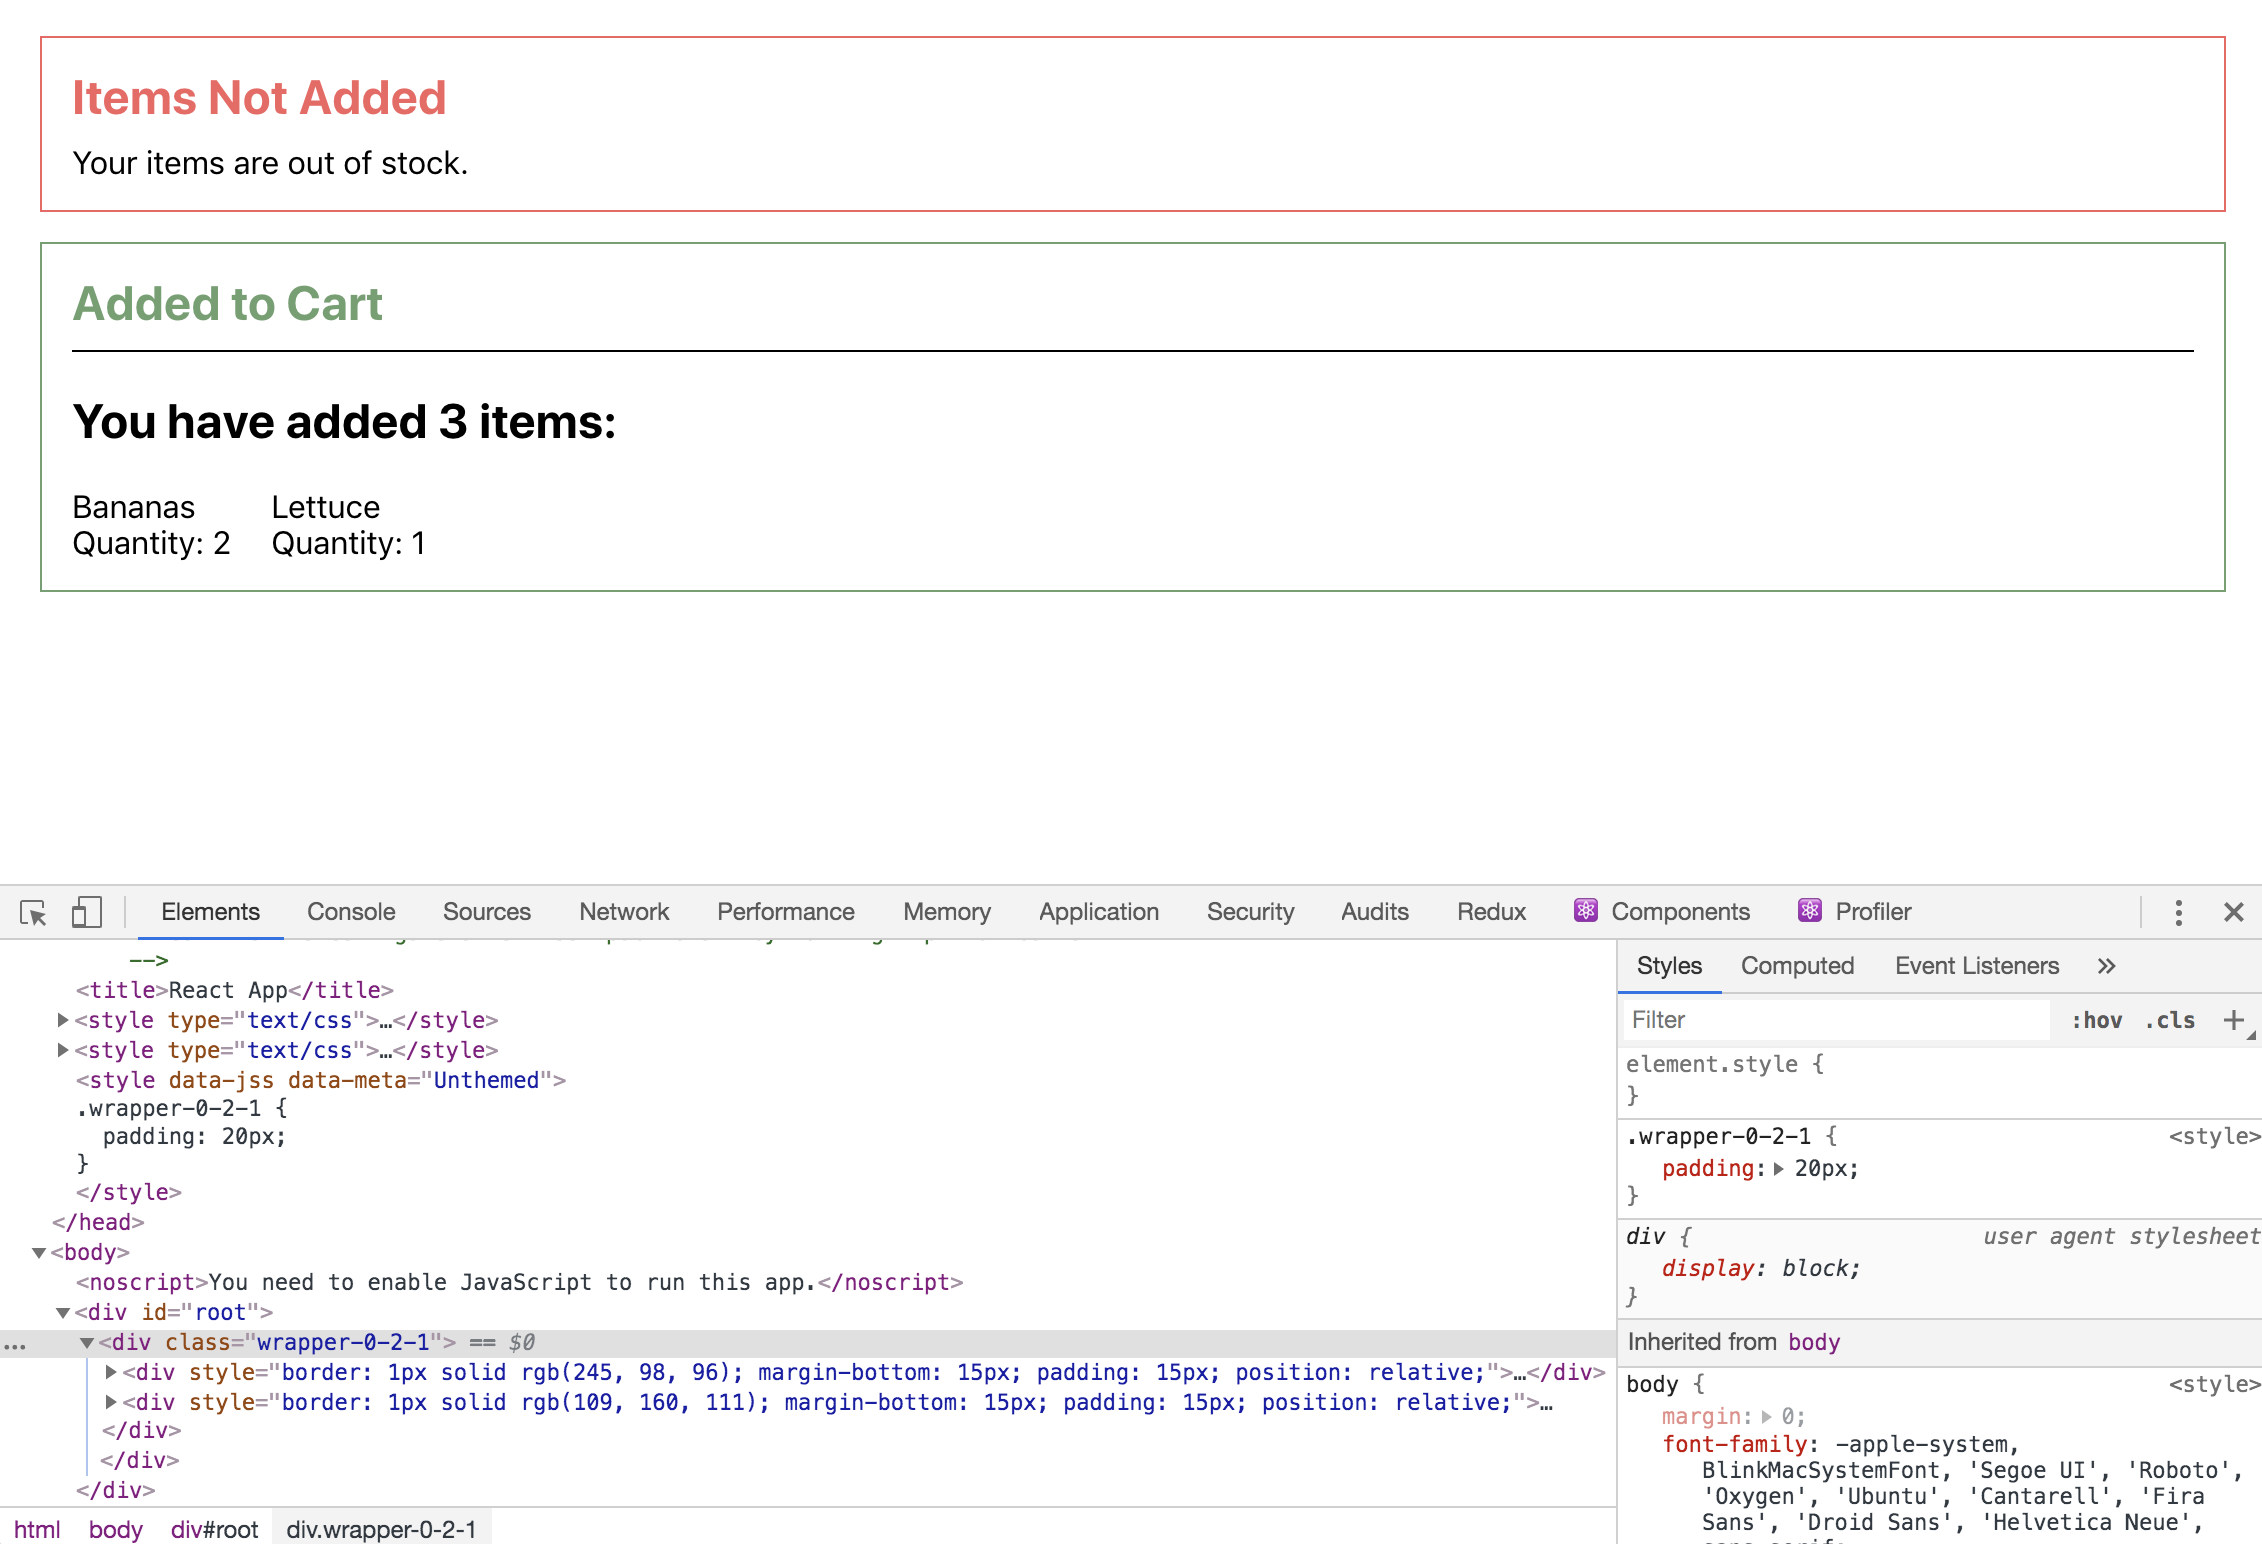 Items Not Added
Your items are out of stock.
Added to Cart
You have added 3 items:
Bananas Lettuce
Quantity: 2 Quantity: 1
Elements Console Sources Network Performance Memory Application Security Audits Redux Components Profiler
-->
<title>React App</title>
<style type="text/css">…</style>
<style type="text/css">…</style>
<style data-jss data-meta="Unthemed">
.wrapper-0-2-1 {
padding: 20px;
}
</style>
</head>
<body>
<noscript>You need to enable JavaScript to run this app.</noscript>
<div id="root">
... <div class="wrapper-0-2-1"> == $0
<div style="border: 1px solid rgb(245, 98, 96); margin-bottom: 15px; padding: 15px; position: relative;">…</div>
<div style="border: 1px solid rgb(109, 160, 111); margin-bottom: 15px; padding: 15px; position: relative;">…
</div>
</div>
</div>
html body div#root div.wrapper-0-2-1
Styles Computed Event Listeners »
Filter :hov .cls +
element.style {
}
.wrapper-0-2-1 { <style>
padding: 20px;
}
div { user agent stylesheet
display: block;
}
Inherited from body
body { <style>
margin: 0;
font-family: -apple-system,
BlinkMacSystemFont, 'Segoe UI', 'Roboto',
'Oxygen', 'Ubuntu', 'Cantarell', 'Fira
Sans', 'Droid Sans', 'Helvetica Neue',